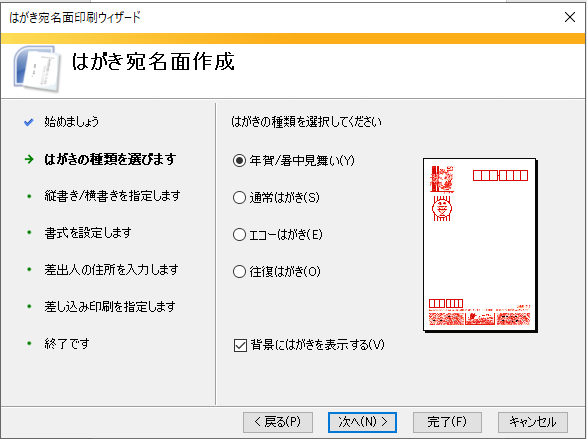 はがき宛名面印刷ウィザード
はがき宛名面作成
始めましょう
はがきの種類を選びます
縦書き/横書きを指定します
書式を設定します
差出人の住所を入力します
差し込み印刷を指定します
終了です
はがきの種類を選択してください
年賀/暑中見舞い(Y)
通常はがき(S)
エコーはがき(E)
往復はがき(O)
背景にはがきを表示する(V)
< 戻る(P)
次へ(N) >
完了(F)
キャンセル